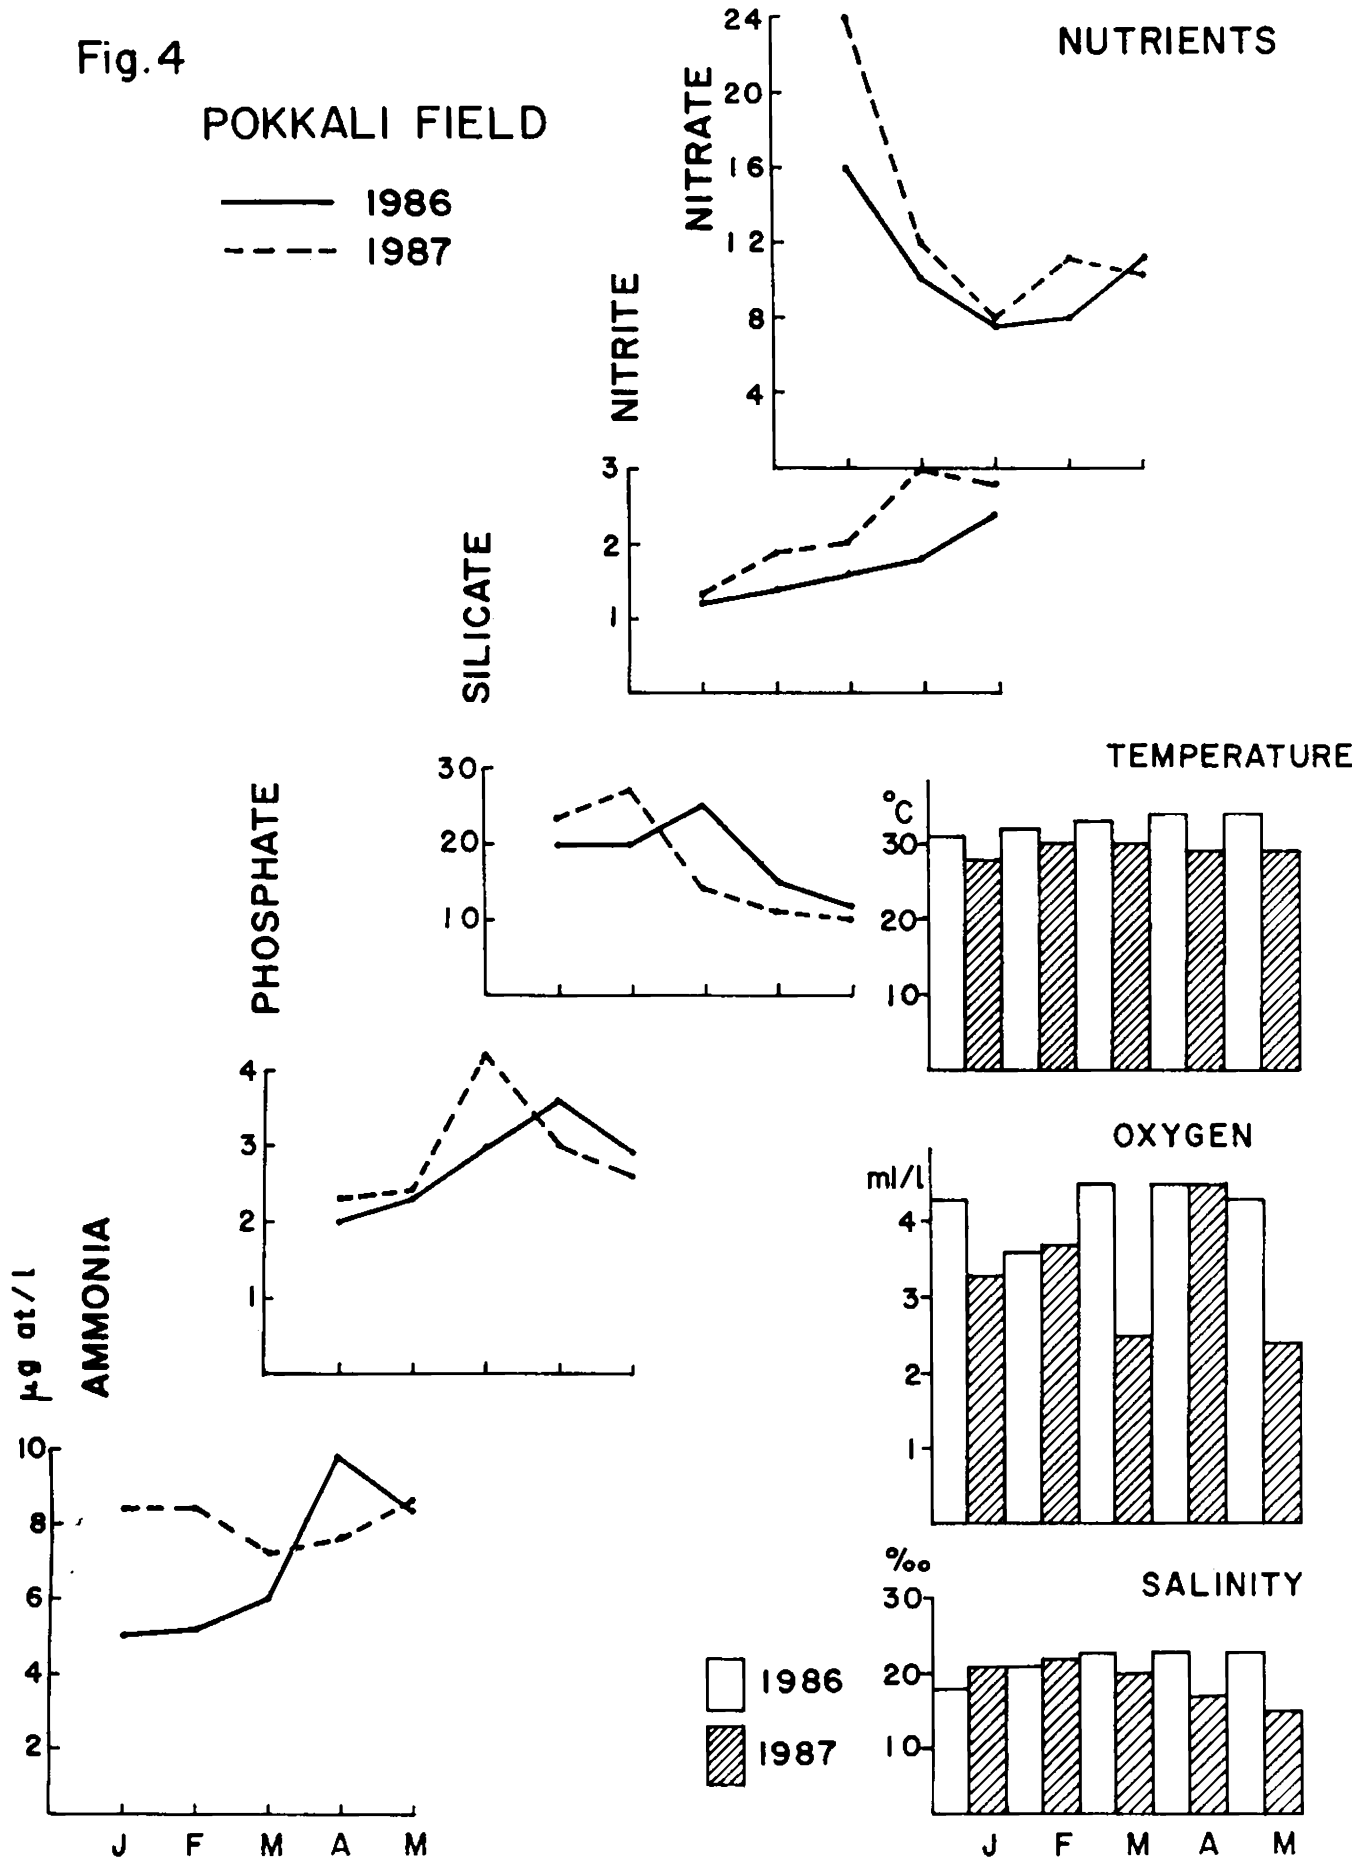 Fig.4
POKKALI FIELD
1986
1987
NUTRIENTS
NITRATE
24
20
16
12
8
4
NITRITE
3
2
1
SILICATE
30
20
10
PHOSPHATE
4
3
2
1
µg at/l
AMMONIA
10
8
6
4
2
J F M A M
TEMPERATURE
°C
30
20
10
OXYGEN
ml/l
4
3
2
1
SALINITY
‰
30
20
10
1986
1987
J F M A M